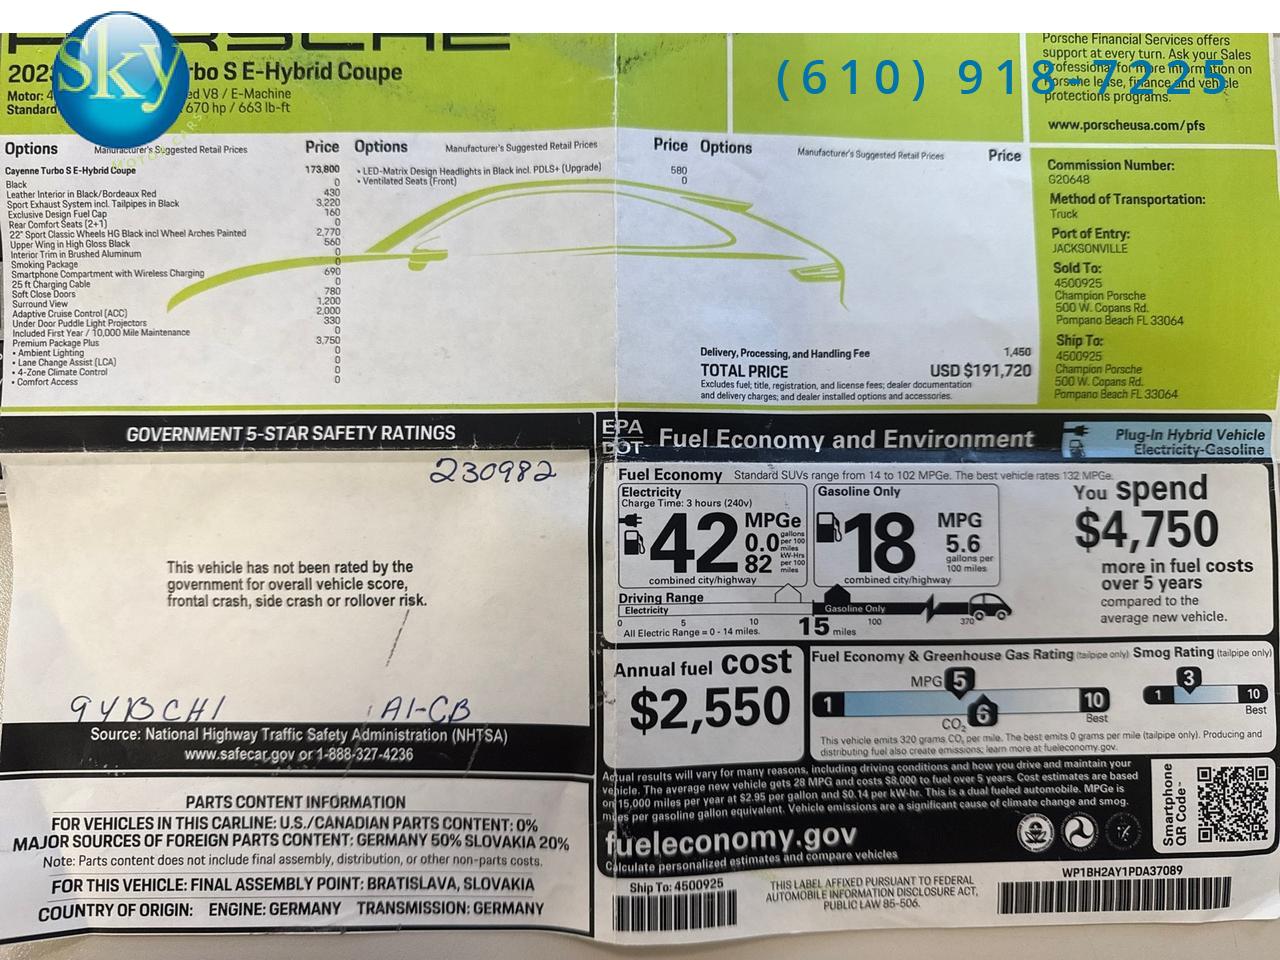 PORSCHE
sky
MOTOR CARS
(610) 918-7225
rbo S E-Hybrid Coupe
Motor: 4 ed V8 / E-Machine
Standard 670 hp / 663 lb-ft
Porsche Financial Services offers
support at every turn. Ask your Sales
Professional for more information on
Porsche lease, finance and vehicle
protections programs.
www.porscheusa.com/pfs
Options Manufacturer's Suggested Retail Prices Price
Cayenne Turbo S E-Hybrid Coupe 173,800
Black 0
Leather Interior in Black/Bordeaux Red 430
Sport Exhaust System incl. Tailpipes in Black 3,220
Exclusive Design Fuel Cap 160
Rear Comfort Seats (2+1) 0
22" Sport Classic Wheels HG Black incl Wheel Arches Painted 2,770
Upper Wing in High Gloss Black 560
Interior Trim in Brushed Aluminum 0
Smoking Package 0
Smartphone Compartment with Wireless Charging 690
25 ft Charging Cable 0
Soft Close Doors 780
Surround View 1,200
Adaptive Cruise Control (ACC) 2,000
Under Door Puddle Light Projectors 330
Included First Year / 10,000 Mile Maintenance 0
Premium Package Plus 3,750
• Ambient Lighting 0
• Lane Change Assist (LCA) 0
• 4-Zone Climate Control 0
• Comfort Access 0
Options Manufacturer's Suggested Retail Prices Price
• LED-Matrix Design Headlights in Black incl. PDLS+ (Upgrade) 580
• Ventilated Seats (Front) 0
Options Manufacturer's Suggested Retail Prices Price
Delivery, Processing, and Handling Fee 1,450
TOTAL PRICE USD $191,720
Excludes fuel; title, registration, and license fees; dealer documentation
and delivery charges; and dealer installed options and accessories.
Commission Number:
G20648
Method of Transportation:
Truck
Port of Entry:
JACKSONVILLE
Sold To:
4500925
Champion Porsche
500 W. Copans Rd.
Pompano Beach FL 33064
Ship To:
4500925
Champion Porsche
500 W. Copans Rd.
Pompano Beach FL 33064
GOVERNMENT 5-STAR SAFETY RATINGS
230982
This vehicle has not been rated by the
government for overall vehicle score,
frontal crash, side crash or rollover risk.
94BCH1 A1-CB
Source: National Highway Traffic Safety Administration (NHTSA)
www.safecar.gov or 1-888-327-4236
PARTS CONTENT INFORMATION
FOR VEHICLES IN THIS CARLINE: U.S./CANADIAN PARTS CONTENT: 0%
MAJOR SOURCES OF FOREIGN PARTS CONTENT: GERMANY 50% SLOVAKIA 20%
Note: Parts content does not include final assembly, distribution, or other non-parts costs.
FOR THIS VEHICLE: FINAL ASSEMBLY POINT: BRATISLAVA, SLOVAKIA
COUNTRY OF ORIGIN: ENGINE: GERMANY TRANSMISSION: GERMANY
EPA
DOT
Fuel Economy and Environment
Plug-In Hybrid Vehicle
Electricity-Gasoline
Fuel Economy Standard SUVs range from 14 to 102 MPGe. The best vehicle rates 132 MPGe.
Electricity
Charge Time: 3 hours (240v)
42 MPGe
0.0 gallons per 100 miles
82 kW-Hrs per 100 miles
combined city/highway
Gasoline Only
18 MPG
5.6
gallons per
100 miles
combined city/highway
You spend
$4,750
more in fuel costs
over 5 years
compared to the
average new vehicle.
Driving Range
Electricity Gasoline Only
0 5 10 15 miles 100 370
All Electric Range = 0 - 14 miles.
Annual fuel cost
$2,550
Fuel Economy & Greenhouse Gas Rating (tailpipe only)
MPG 5
1 10
CO2 6 Best
Smog Rating (tailpipe only)
3
1 10
Best
This vehicle emits 320 grams CO2 per mile. The best emits 0 grams per mile (tailpipe only). Producing and
distributing fuel also create emissions; learn more at fueleconomy.gov.
Actual results will vary for many reasons, including driving conditions and how you drive and maintain your
vehicle. The average new vehicle gets 28 MPG and costs $8,000 to fuel over 5 years. Cost estimates are based
on 15,000 miles per year at $2.95 per gallon and $0.14 per kW-hr. This is a dual fueled automobile. MPGe is
miles per gasoline gallon equivalent. Vehicle emissions are a significant cause of climate change and smog.
fueleconomy.gov
Calculate personalized estimates and compare vehicles
Smartphone
QR Code™
Ship To: 4500925
THIS LABEL AFFIXED PURSUANT TO FEDERAL
AUTOMOBILE INFORMATION DISCLOSURE ACT,
PUBLIC LAW 85-506.
WP1BH2AY1PDA37089